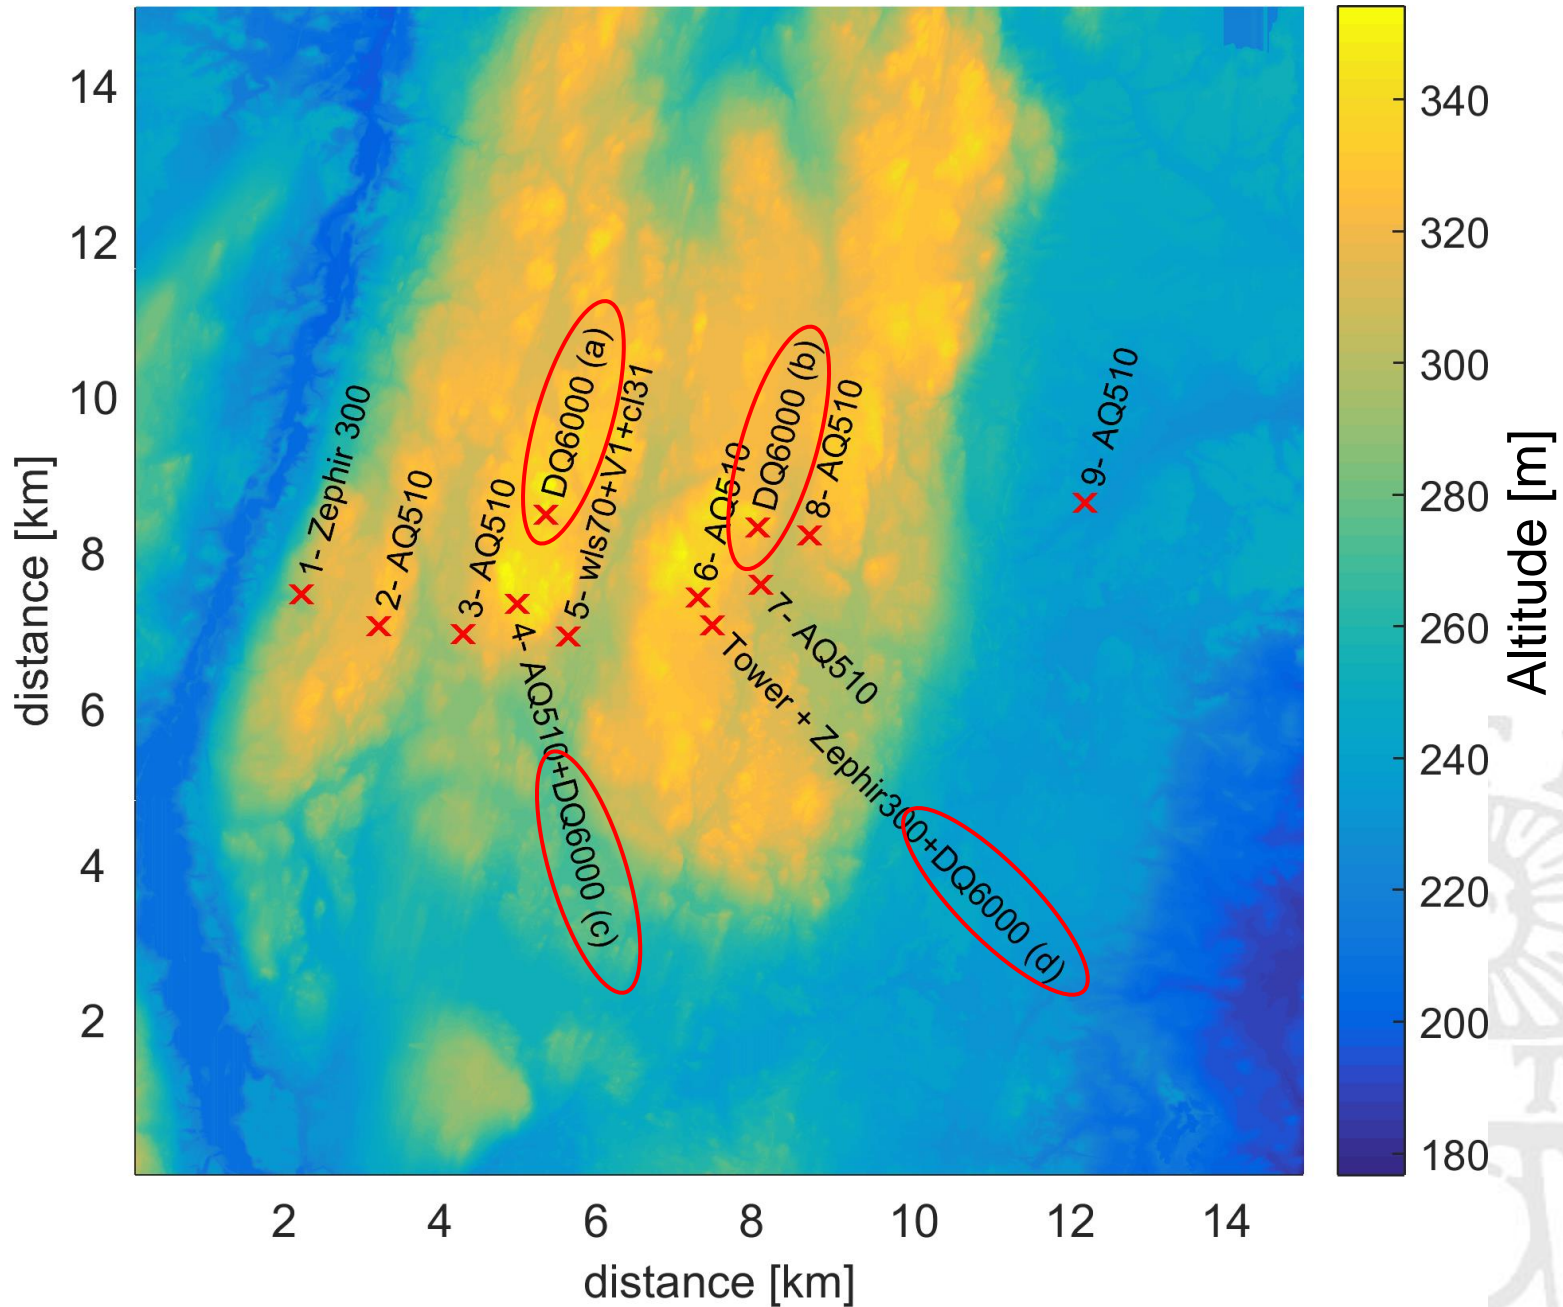 14
12
10
8
6
4
2
distance [km]
2
4
6
8
10
12
14
distance [km]
1- Zephir 300
2- AQ510
3- AQ510
DQ6000 (a)
4- AQ510+DQ6000 (c)
5- wls70+V1+cl31
6- AQ510
DQ6000 (b)
8- AQ510
7- AQ510
Tower + Zephir300+DQ6000 (d)
9- AQ510
340
320
300
280
260
240
220
200
180
Altitude [m]